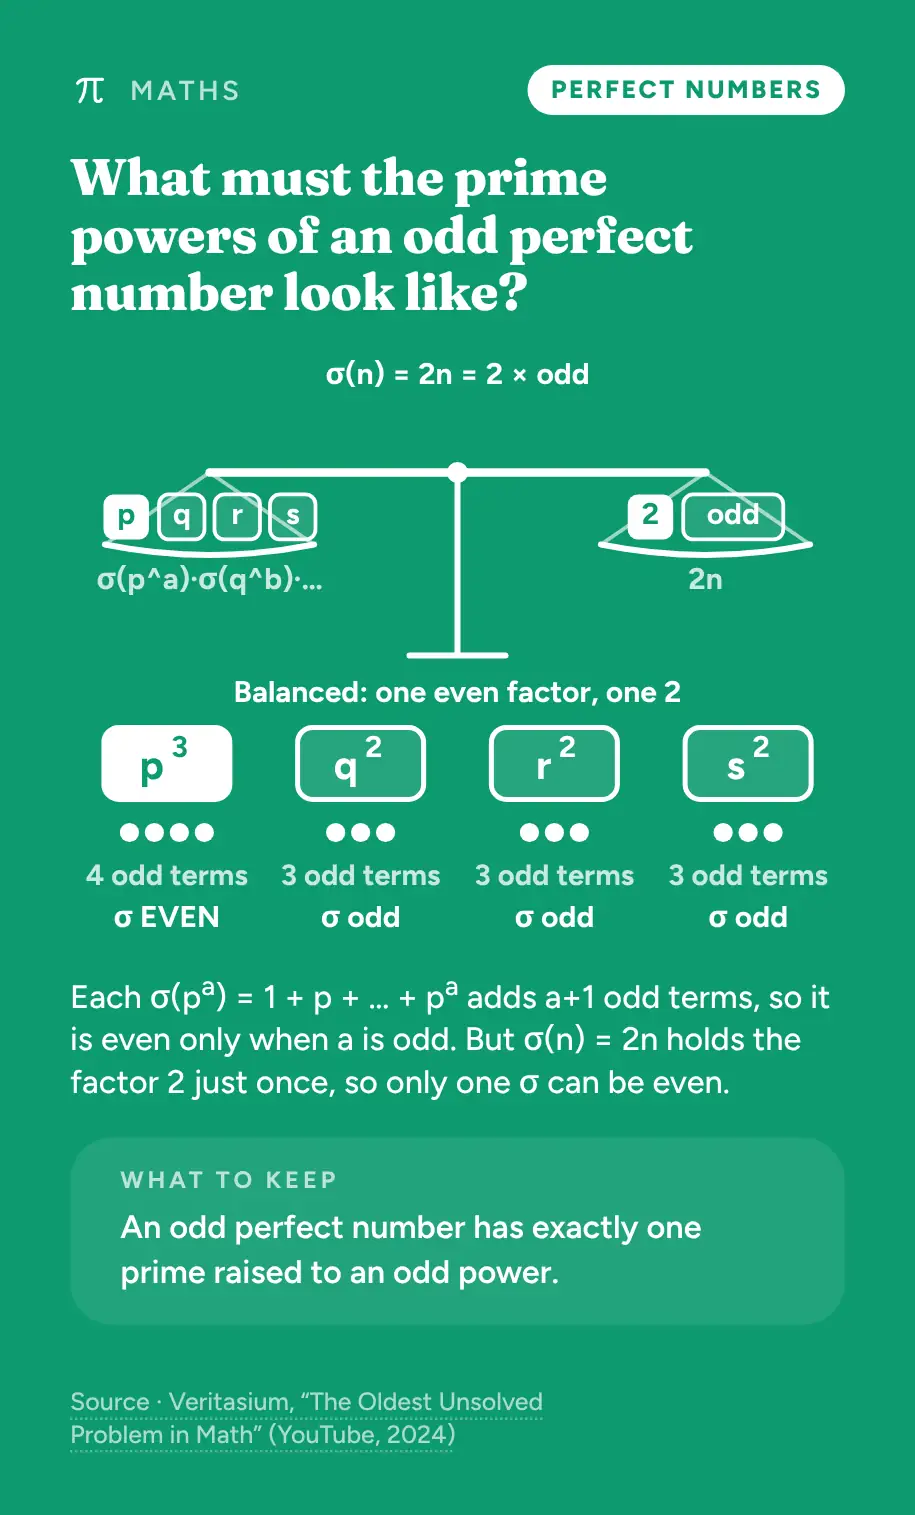 π MATHS
PERFECT NUMBERS
What must the prime
powers of an odd perfect
number look like?
σ(n) = 2n = 2 × odd
p q r s
2 odd
σ(p^a)·σ(q^b)·...
2n
Balanced: one even factor, one 2
p³ q² r² s²
4 odd terms 3 odd terms 3 odd terms 3 odd terms
σ EVEN σ odd σ odd σ odd
Each σ(pᵃ) = 1 + p + ... + pᵃ adds a+1 odd terms, so it
is even only when a is odd. But σ(n) = 2n holds the
factor 2 just once, so only one σ can be even.
WHAT TO KEEP
An odd perfect number has exactly one
prime raised to an odd power.
Source · Veritasium, “The Oldest Unsolved
Problem in Math” (YouTube, 2024)